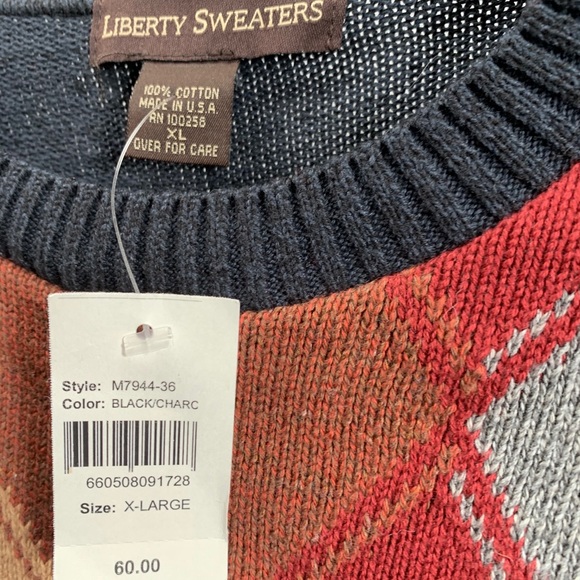 LIBERTY SWEATERS
100% COTTON
MADE IN U.S.A.
RN 100256
XL
OVER FOR CARE
Style: M7944-36
Color: BLACK/CHARC
660508091728
Size: X-LARGE
60.00